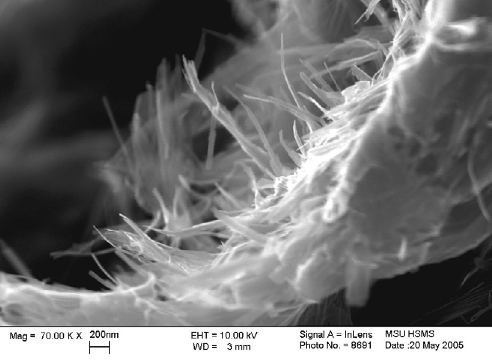 Mag = 70.00 K X 200nm EHT = 10.00 kV Signal A = InLens MSU HSMS
WD = 3 mm Photo No. = 8691 Date :20 May 2005